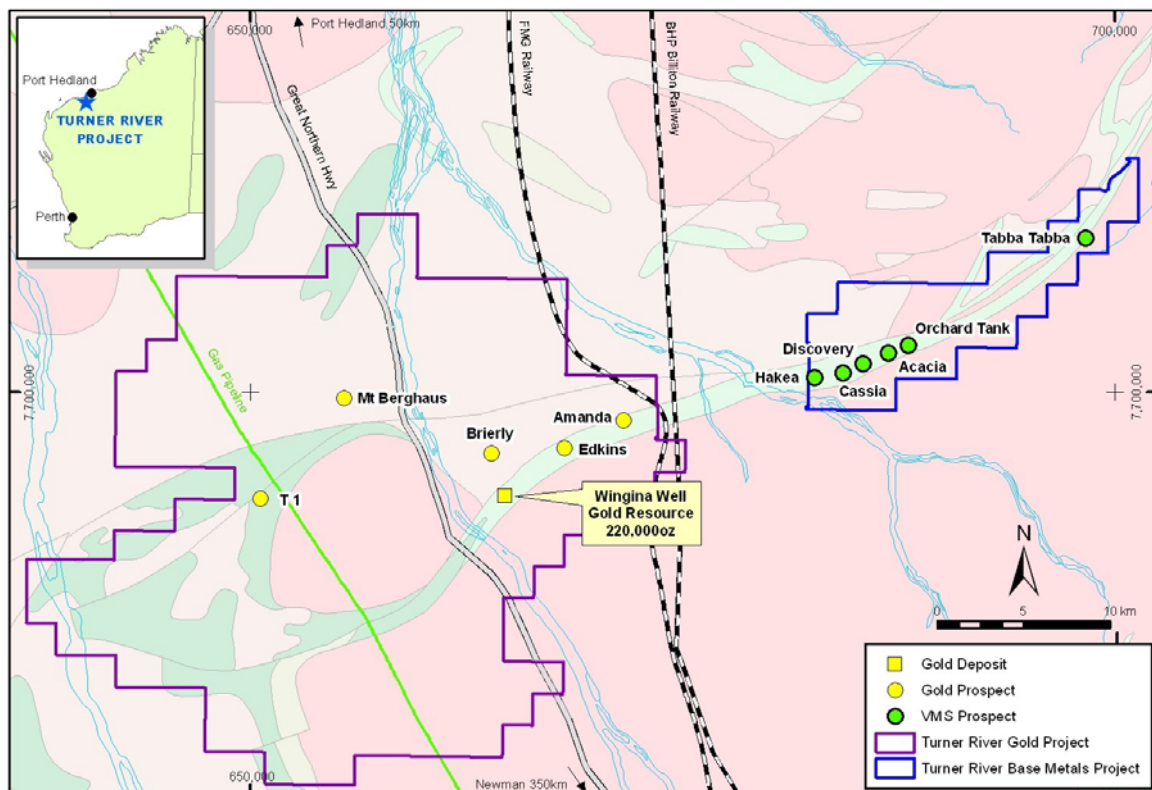 650,000
Port Hedland 50km
700,000
Port Hedland
TURNER RIVER
PROJECT
Perth
FMG Railway
BHP Billion Railway
Great Northern Hwy
Gas Pipeline
Tabba Tabba
Orchard Tank
Discovery
Acacia
Hakea
Cassia
7,700,000
7,700,000
Mt Berghaus
Amanda
Brierly
Edkins
T 1
Wingina Well
Gold Resource
220,000oz
N
0 5 10 km
Gold Deposit
Gold Prospect
VMS Prospect
Turner River Gold Project
Turner River Base Metals Project
650,000
Newman 350km